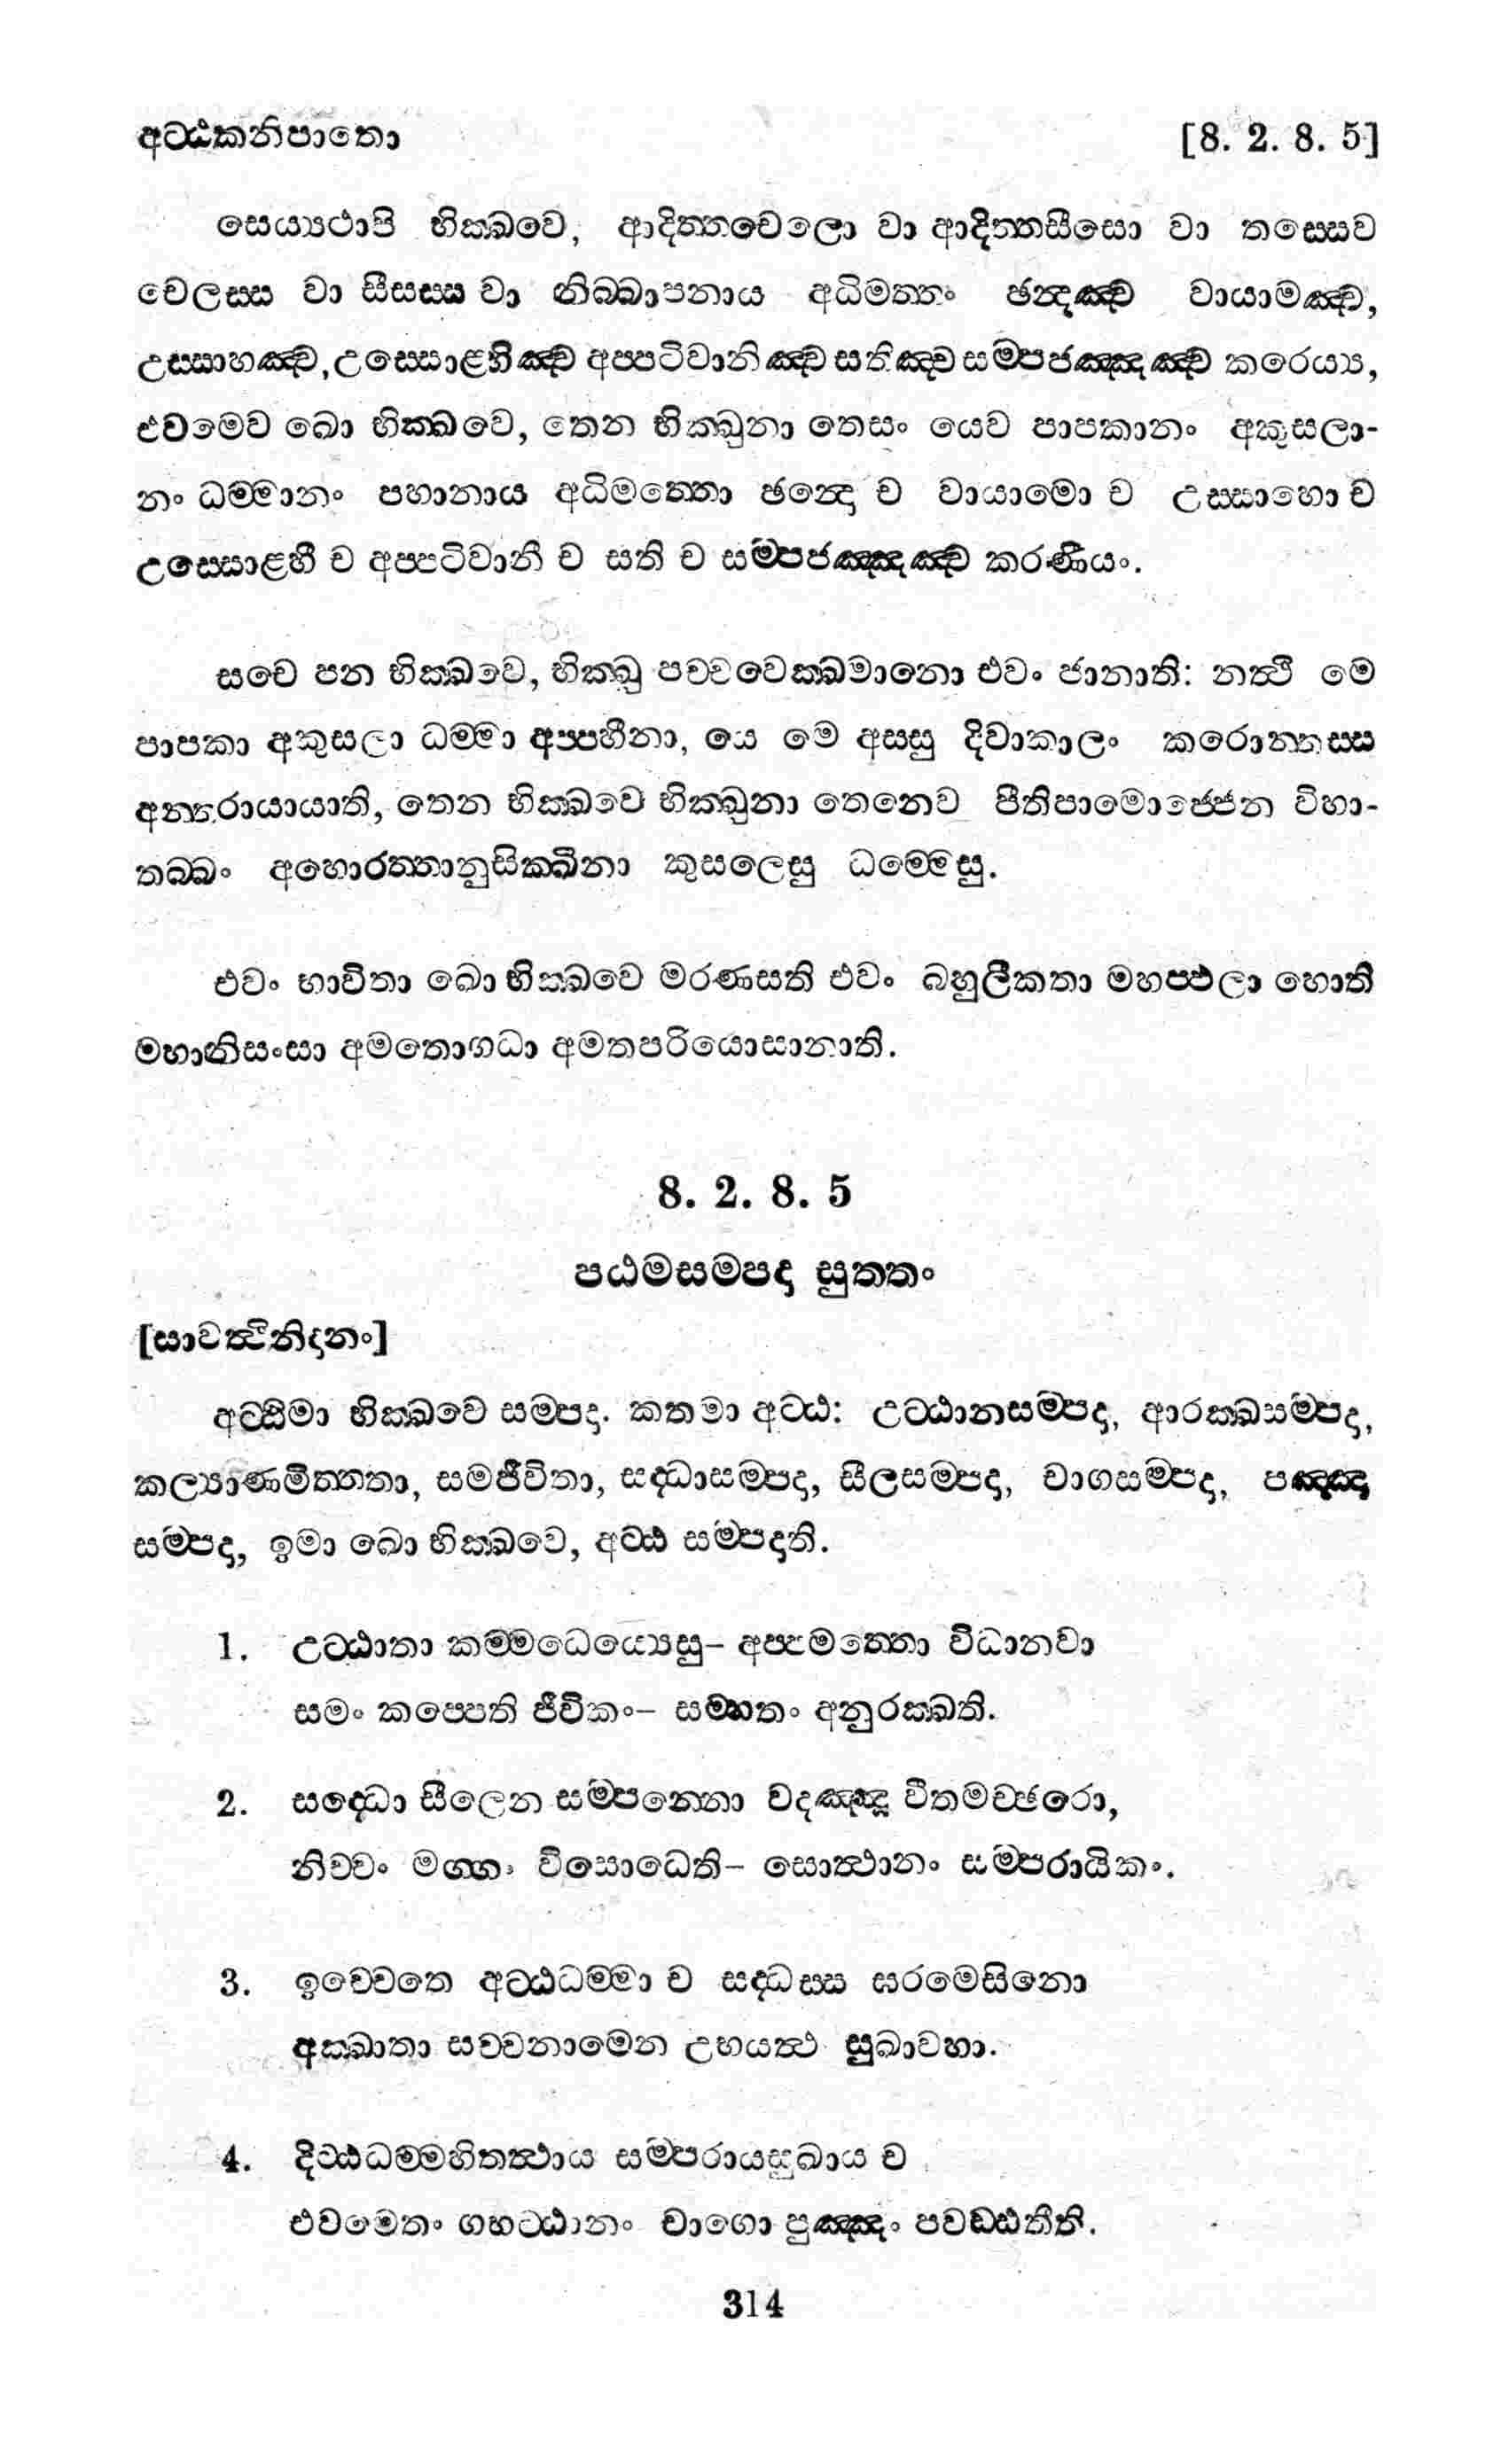 අට්ඨකනිපාතො [8. 2. 8. 5]
සෙය්‍යථාපි භික්ඛවෙ, ආදිත්තචෙලො වා ආදිත්තසීසො වා තස්සෙව
චෙලස්ස වා සීසස්ස වා නිබ්බාපනාය අධිමත්තං ඡන්දඤ්ච වායාමඤ්ච,
උස්සාහඤ්ච, උස්සොළ්හිඤ්ච අප්පටිවානිඤ්ච සතිඤ්ච සම්පජඤ්ඤඤ්ච කරෙය්‍ය,
එවමෙව ඛො භික්ඛවෙ, තෙන භික්ඛුනා තෙසං යෙව පාපකානං අකුසලා-
නං ධම්මානං පහානාය අධිමත්තො ඡන්දො ච වායාමො ච උස්සාහො ච
උස්සොළ්හී ච අප්පටිවානී ච සති ච සම්පජඤ්ඤඤ්ච කරණීයං.
සචෙ පන භික්ඛවෙ, භික්ඛු පච්චවෙක්ඛමානො එවං ජානාති: නත්ථි මෙ
පාපකා අකුසලා ධම්මා අප්පහීනා, යෙ මෙ අස්සු දිවාකාලං කරොන්තස්ස
අන්තරායායාති, තෙන භික්ඛවෙ භික්ඛුනා තෙනෙව පීතිපාමොජ්ජෙන විහා-
තබ්බං අහොරත්තානුසික්ඛිනා කුසලෙසු ධම්මෙසු.
එවං භාවිතා ඛො භික්ඛවෙ මරණසති එවං බහුලීකතා මහප්ඵලා හොති
මහානිසංසා අමතොගධා අමතපරියොසානාති.
8. 2. 8. 5
පඨමසම්පදා සුත්තං
[සාවත්ථිනිදානං]
අට්ඨිමා භික්ඛවෙ සම්පදා. කතමා අට්ඨ: උට්ඨානසම්පදා, ආරක්ඛසම්පදා,
කල්‍යාණමිත්තතා, සමජීවිතා, සද්ධාසම්පදා, සීලසම්පදා, චාගසම්පදා, පඤ්ඤා
සම්පදා, ඉමා ඛො භික්ඛවෙ, අට්ඨ සම්පදාති.
1. උට්ඨාතා කම්මධෙය්‍යෙසු- අප්පමත්තො විධානවා
සමං කප්පෙති ජීවිකං- සම්භතං අනුරක්ඛති.
2. සද්ධො සීලෙන සම්පන්නො වදඤ්ඤූ වීතමච්ඡරො,
නිච්චං මග්ගං විසොධෙති- සොත්ථානං සම්පරායිකං.
3. ඉච්චෙතෙ අට්ඨධම්මා ච සද්ධස්ස ඝරමෙසිනො
අක්ඛාතා සච්චනාමෙන උභයත්ථ සුඛාවහා.
4. දිට්ඨධම්මහිතත්ථාය සම්පරායසුඛාය ච
එවමෙතං ගහට්ඨානං චාගො පුඤ්ඤං පවඩ්ඪතීති.
314